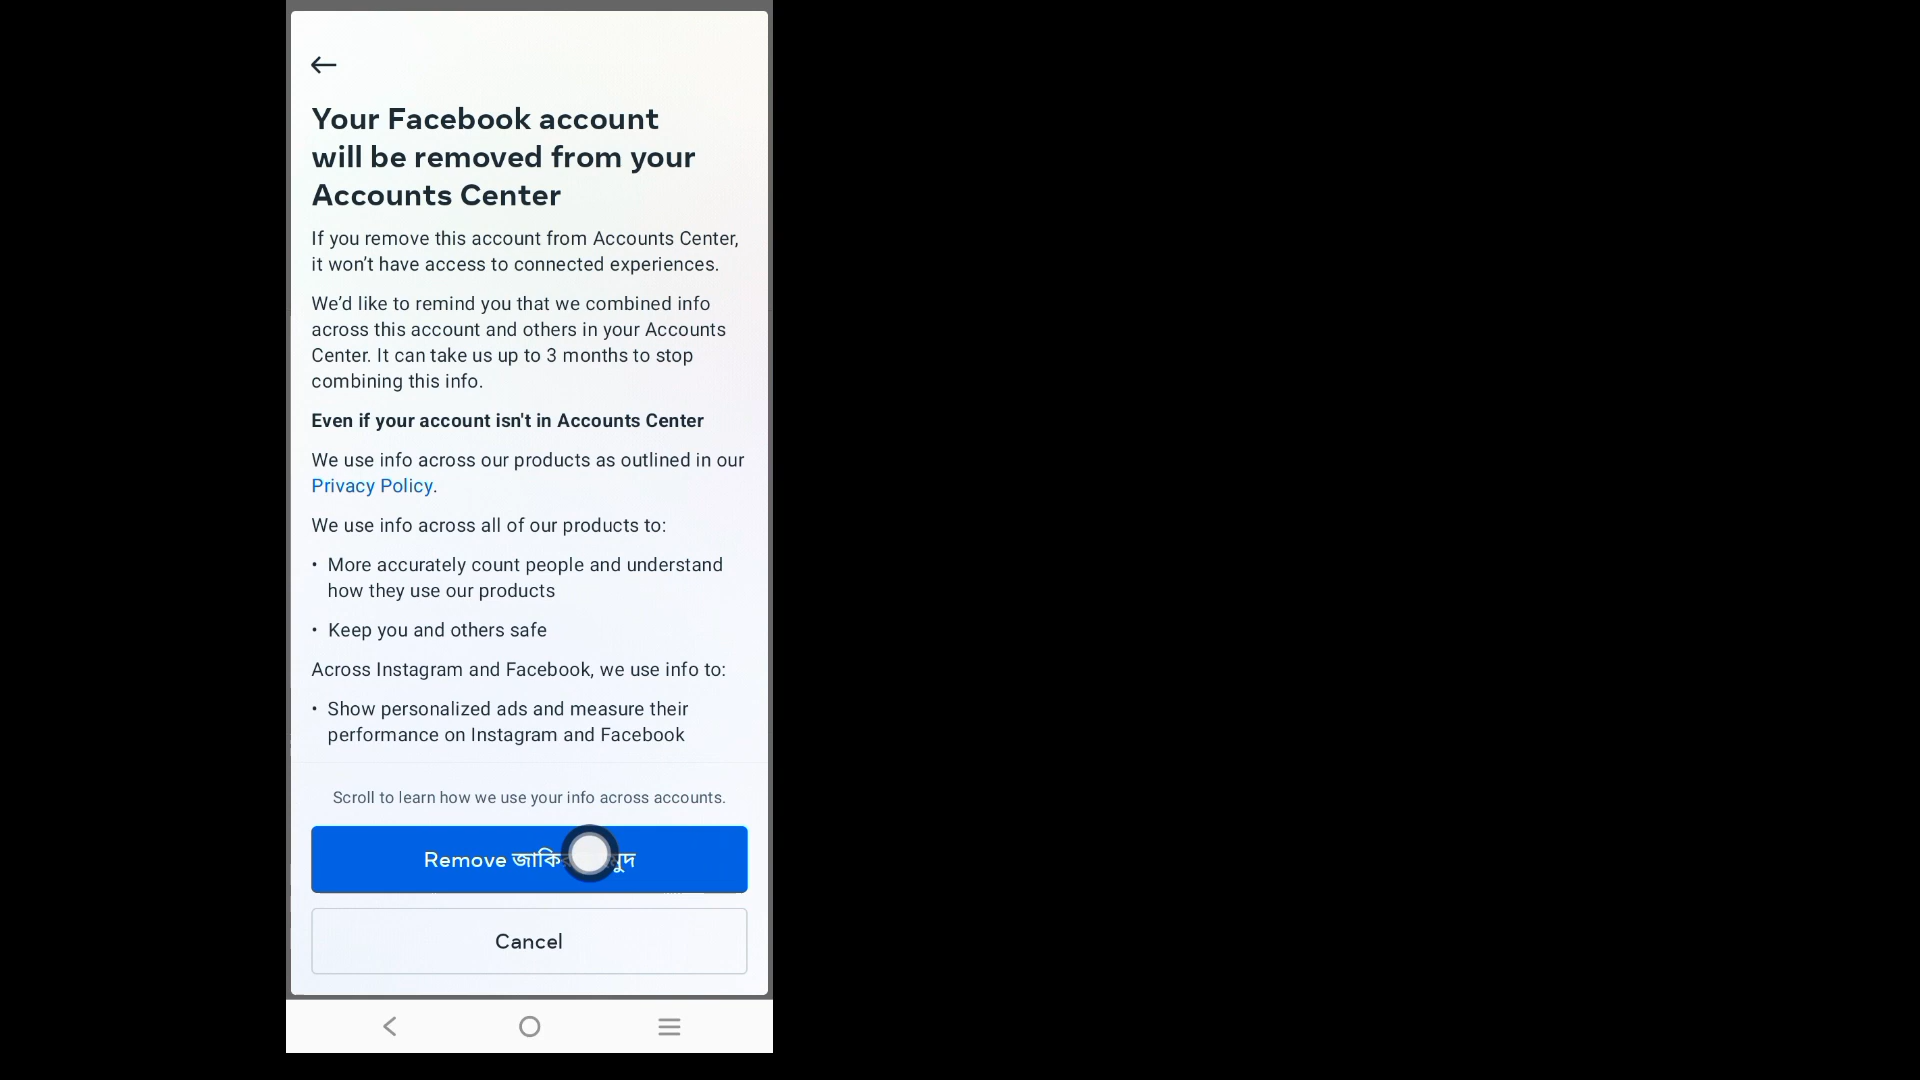 Your Facebook account
will be removed from your
Accounts Center
If you remove this account from Accounts Center,
it won’t have access to connected experiences.
We’d like to remind you that we combined info
across this account and others in your Accounts
Center. It can take us up to 3 months to stop
combining this info.
Even if your account isn't in Accounts Center
We use info across our products as outlined in our
Privacy Policy.
We use info across all of our products to:
• More accurately count people and understand
how they use our products
• Keep you and others safe
Across Instagram and Facebook, we use info to:
• Show personalized ads and measure their
performance on Instagram and Facebook
Scroll to learn how we use your info across accounts.
Remove
Cancel